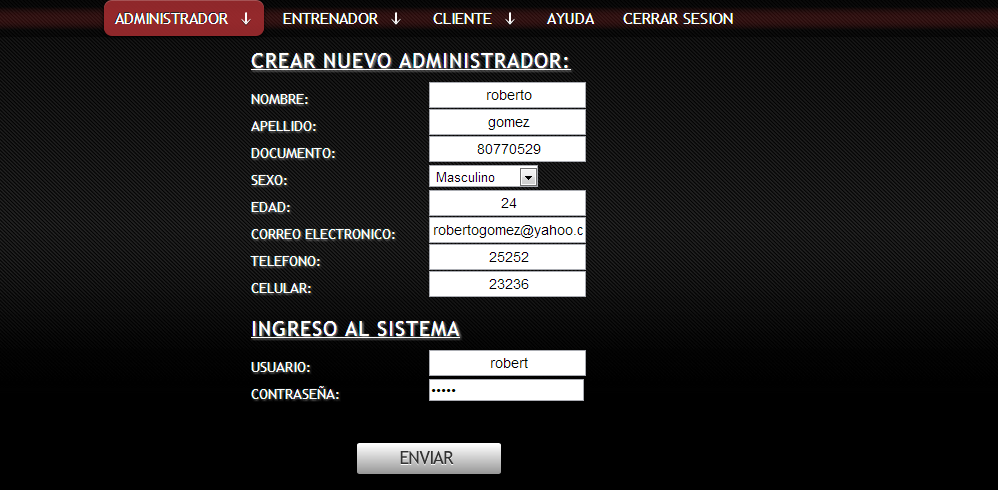 ADMINISTRADOR ↓ ENTRENADOR ↓ CLIENTE ↓ AYUDA CERRAR SESION
CREAR NUEVO ADMINISTRADOR:
NOMBRE: roberto
APELLIDO: gomez
DOCUMENTO: 80770529
SEXO: Masculino
EDAD: 24
CORREO ELECTRONICO: robertogomez@yahoo.c
TELEFONO: 25252
CELULAR: 23236
INGRESO AL SISTEMA
USUARIO: robert
CONTRASEÑA: •••••
ENVIAR